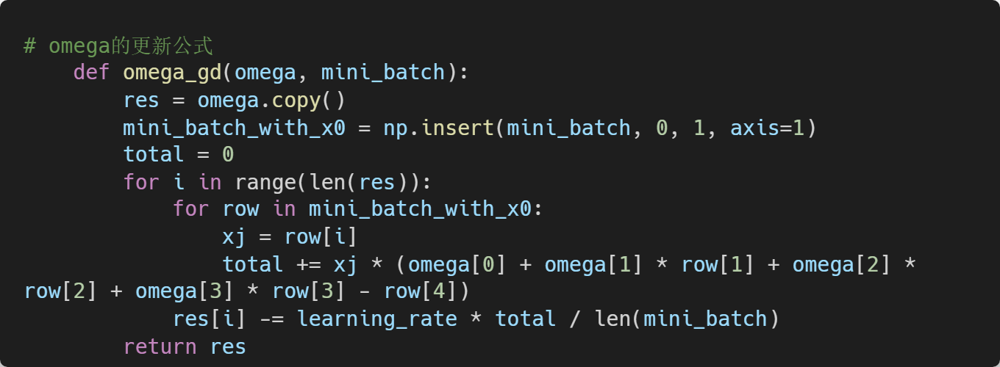 # omega的更新公式
    def omega_gd(omega, mini_batch):
        res = omega.copy()
        mini_batch_with_x0 = np.insert(mini_batch, 0, 1, axis=1)
        total = 0
        for i in range(len(res)):
            for row in mini_batch_with_x0:
                xj = row[i]
                total += xj * (omega[0] + omega[1] * row[1] + omega[2] *
row[2] + omega[3] * row[3] - row[4])
            res[i] -= learning_rate * total / len(mini_batch)
        return res